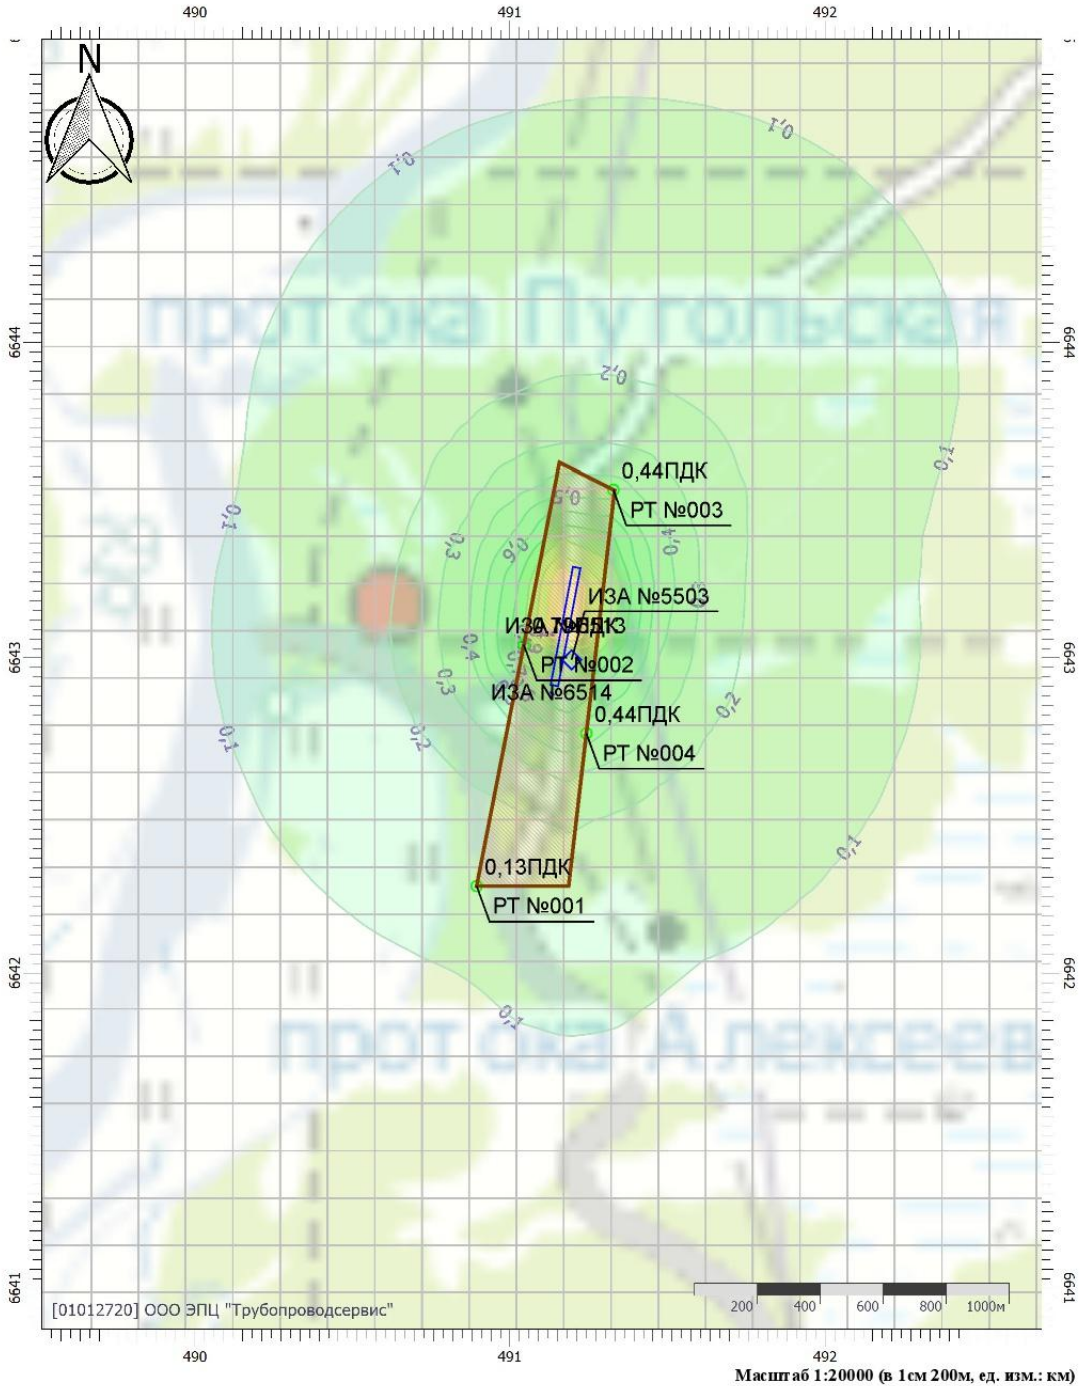 490 491 492
N
0,1
0,1
протока Пугольская
6644 6644
0,2
0,44ПДК
0,1
0,5
РТ №003
0,1
0,3 0,6 0,4
ИЗА №5503
0,4
РТ №002
6643 6643
0,3
ИЗА №6514
0,2
0,44ПДК
0,1 0,2
РТ №004
0,1
0,13ПДК
РТ №001
6642 6642
0,1
протока Алексеев
6641 6641
200 400 600 800 1000м
[01012720] ООО ЭПЦ "Трубопроводсервис"
490 491 492
Масштаб 1:20000 (в 1см 200м, ед. изм.: км)